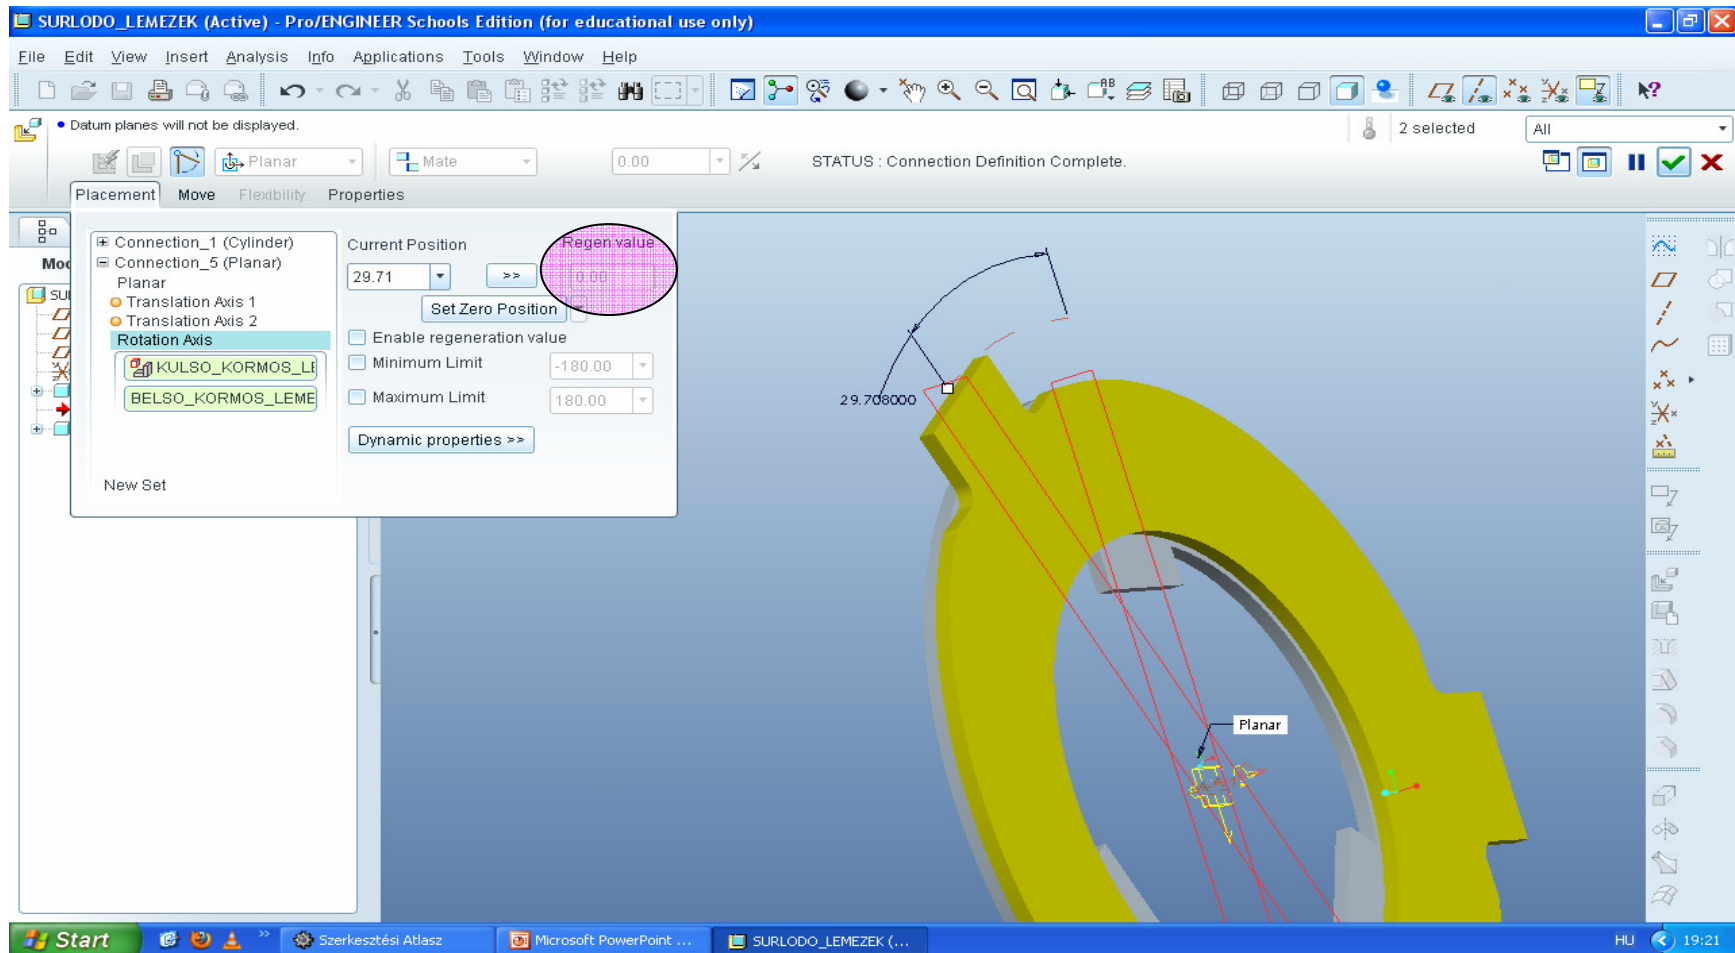 SURLODO_LEMEZEK (Active) - Pro/ENGINEER Schools Edition (for educational use only)
File Edit View Insert Analysis Info Applications Tools Window Help
• Datum planes will not be displayed.
2 selected All
Planar Mate 0.00 STATUS : Connection Definition Complete.
Placement Move Flexibility Properties
Connection_1 (Cylinder)
Connection_5 (Planar)
Planar
Translation Axis 1
Translation Axis 2
Rotation Axis
KULSO_KORMOS_LE
BELSO_KORMOS_LEME
New Set
Current Position Regen value
29.71 >> 0.00
Set Zero Position
Enable regeneration value
Minimum Limit -180.00
Maximum Limit 180.00
Dynamic properties >>
Moc
SU
29.708000
Planar
Start Szerkesztési Atlasz Microsoft PowerPoint ... SURLODO_LEMEZEK (... HU 19:21